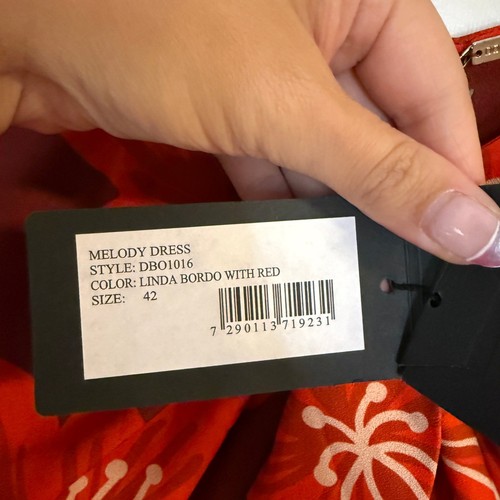 MELODY DRESS
STYLE: DBO1016
COLOR: LINDA BORDO WITH RED
SIZE: 42
7 290113 719231